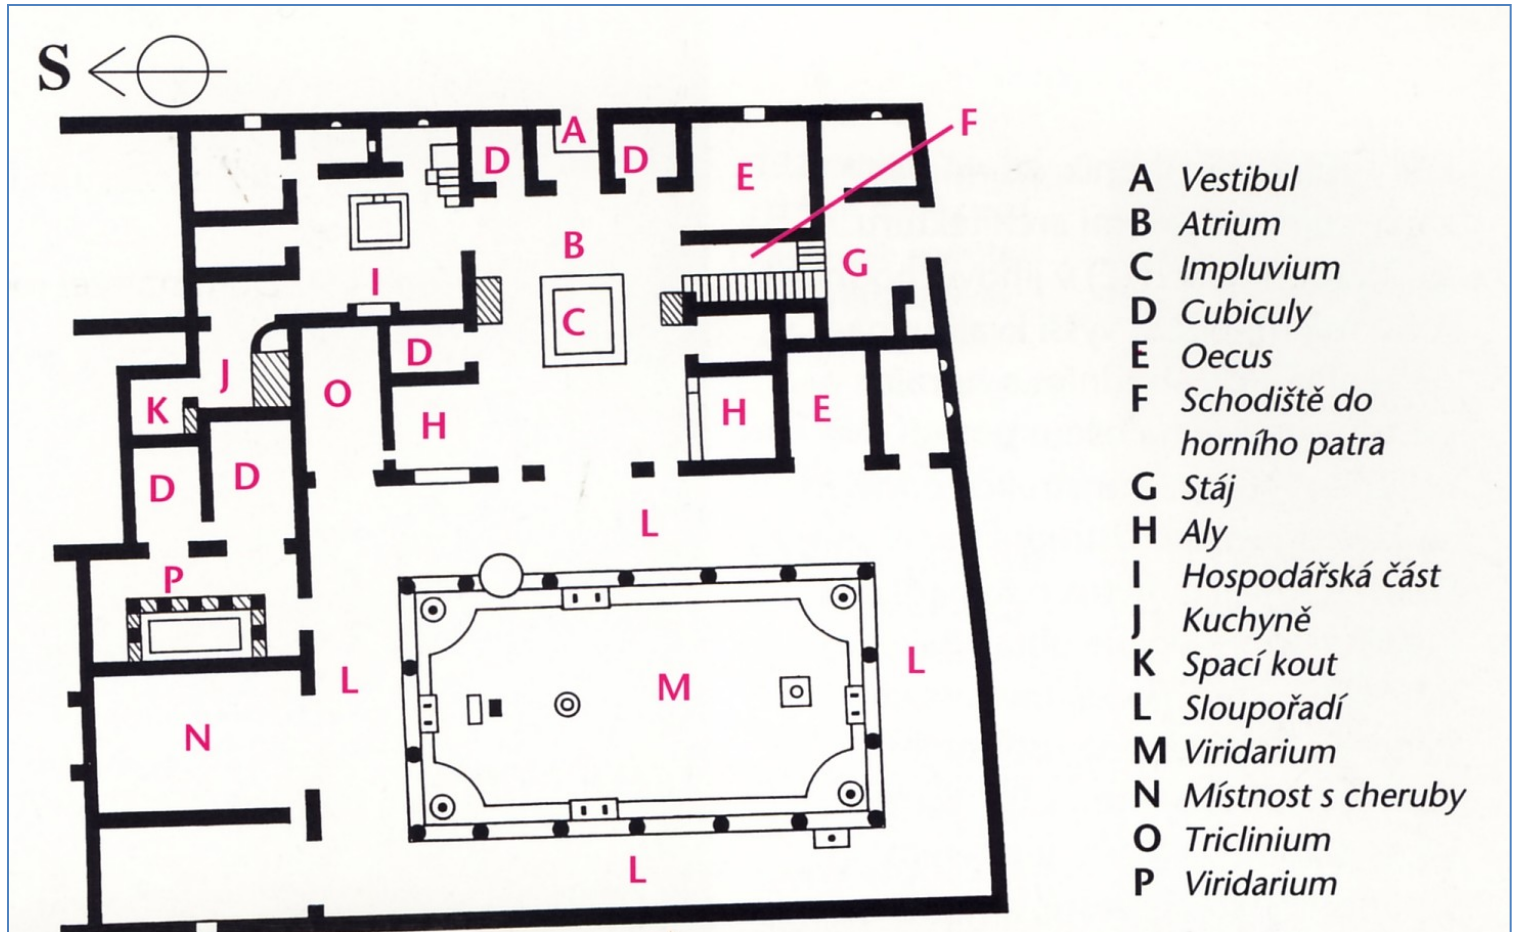 S
A
F
D
D
E
B
G
I
C
D
J
O
K
H
H
E
D
D
L
P
L
M
L
N
L
A Vestibul
B Atrium
C Impluvium
D Cubiculy
E Oecus
F Schodiště do
horního patra
G Stáj
H Aly
I Hospodářská část
J Kuchyně
K Spací kout
L Sloupořadí
M Viridarium
N Místnost s cheruby
O Triclinium
P Viridarium